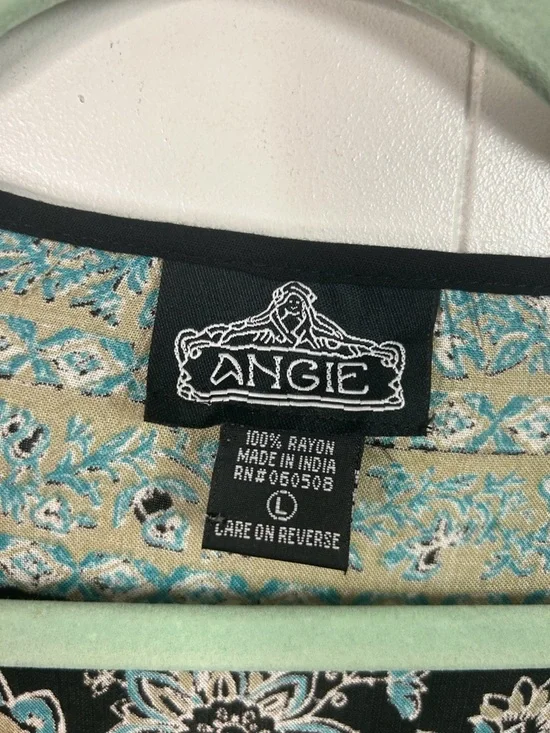 ANGIE
100% RAYON
MADE IN INDIA
RN#060508
L
CARE ON REVERSE